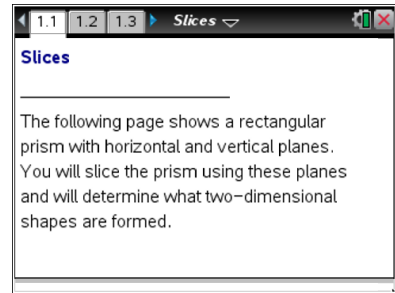 1.1 1.2 1.3 Slices
Slices
The following page shows a rectangular
prism with horizontal and vertical planes.
You will slice the prism using these planes
and will determine what two-dimensional
shapes are formed.